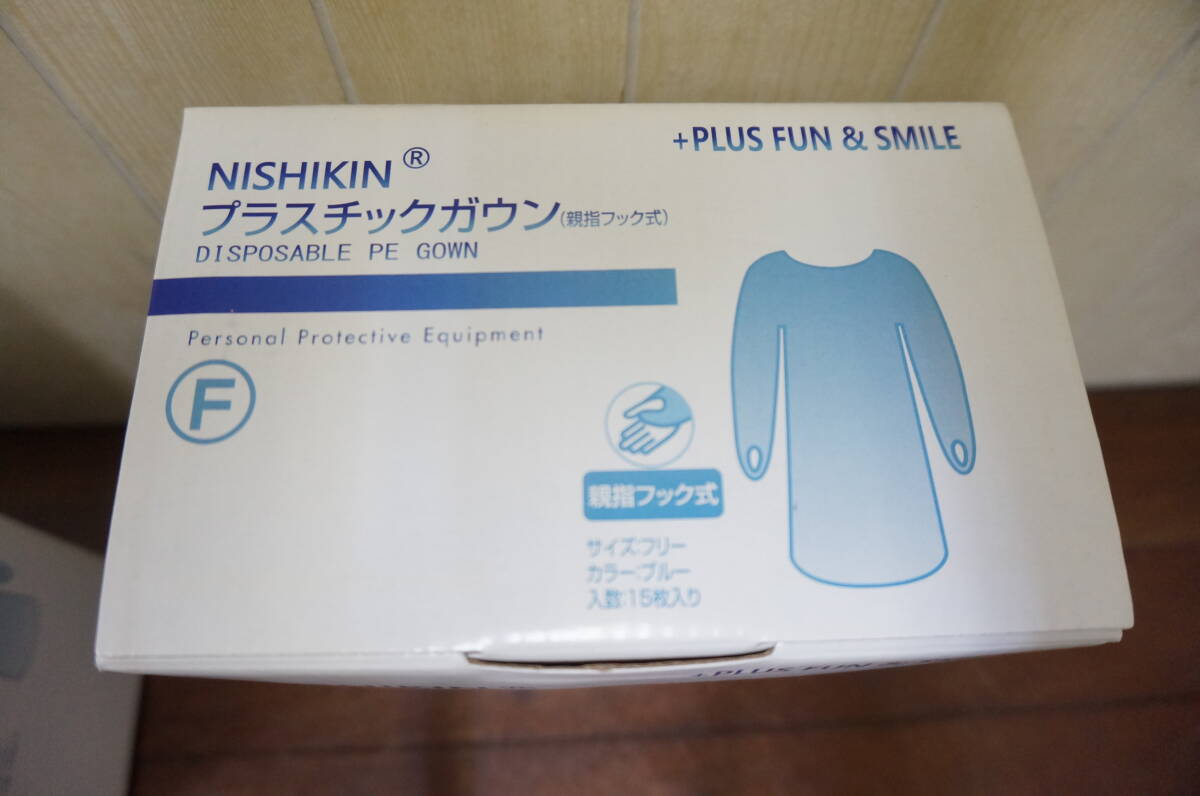 +PLUS FUN & SMILE
NISHIKIN®
プラスチックガウン(親指フック式)
DISPOSABLE PE GOWN
Personal Protective Equipment
F
親指フック式
サイズ:フリー
カラー:ブルー
入数:15枚入り